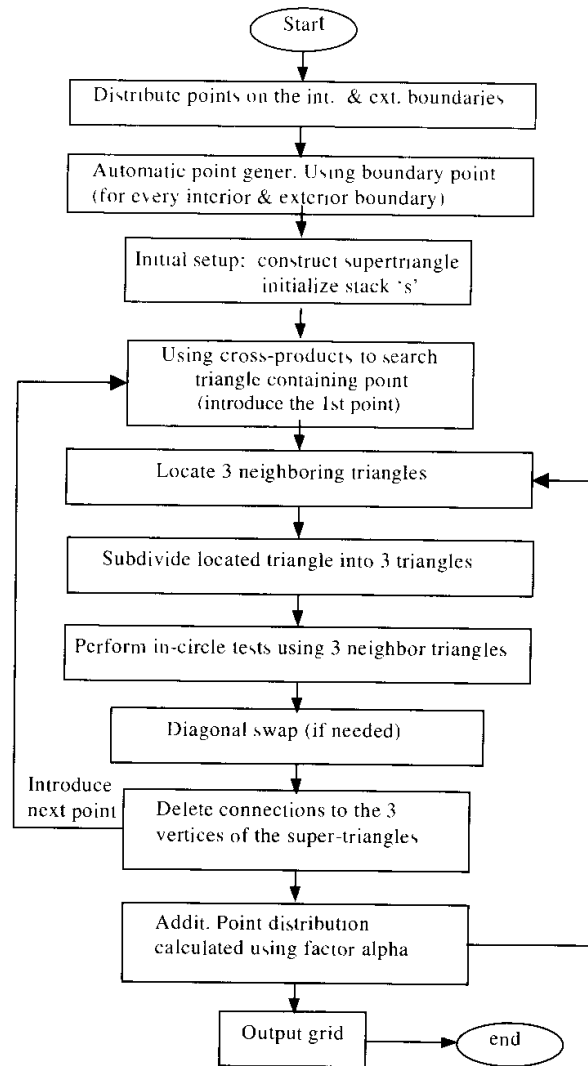 Start
Distribute points on the int. & ext. boundaries
Automatic point gener. Using boundary point
(for every interior & exterior boundary)
Initial setup: construct supertriangle
initialize stack ‘s’
Using cross-products to search
triangle containing point
(introduce the 1st point)
Locate 3 neighboring triangles
Subdivide located triangle into 3 triangles
Perform in-circle tests using 3 neighbor triangles
Diagonal swap (if needed)
Introduce
next point
Delete connections to the 3
vertices of the super-triangles
Addit. Point distribution
calculated using factor alpha
Output grid
end